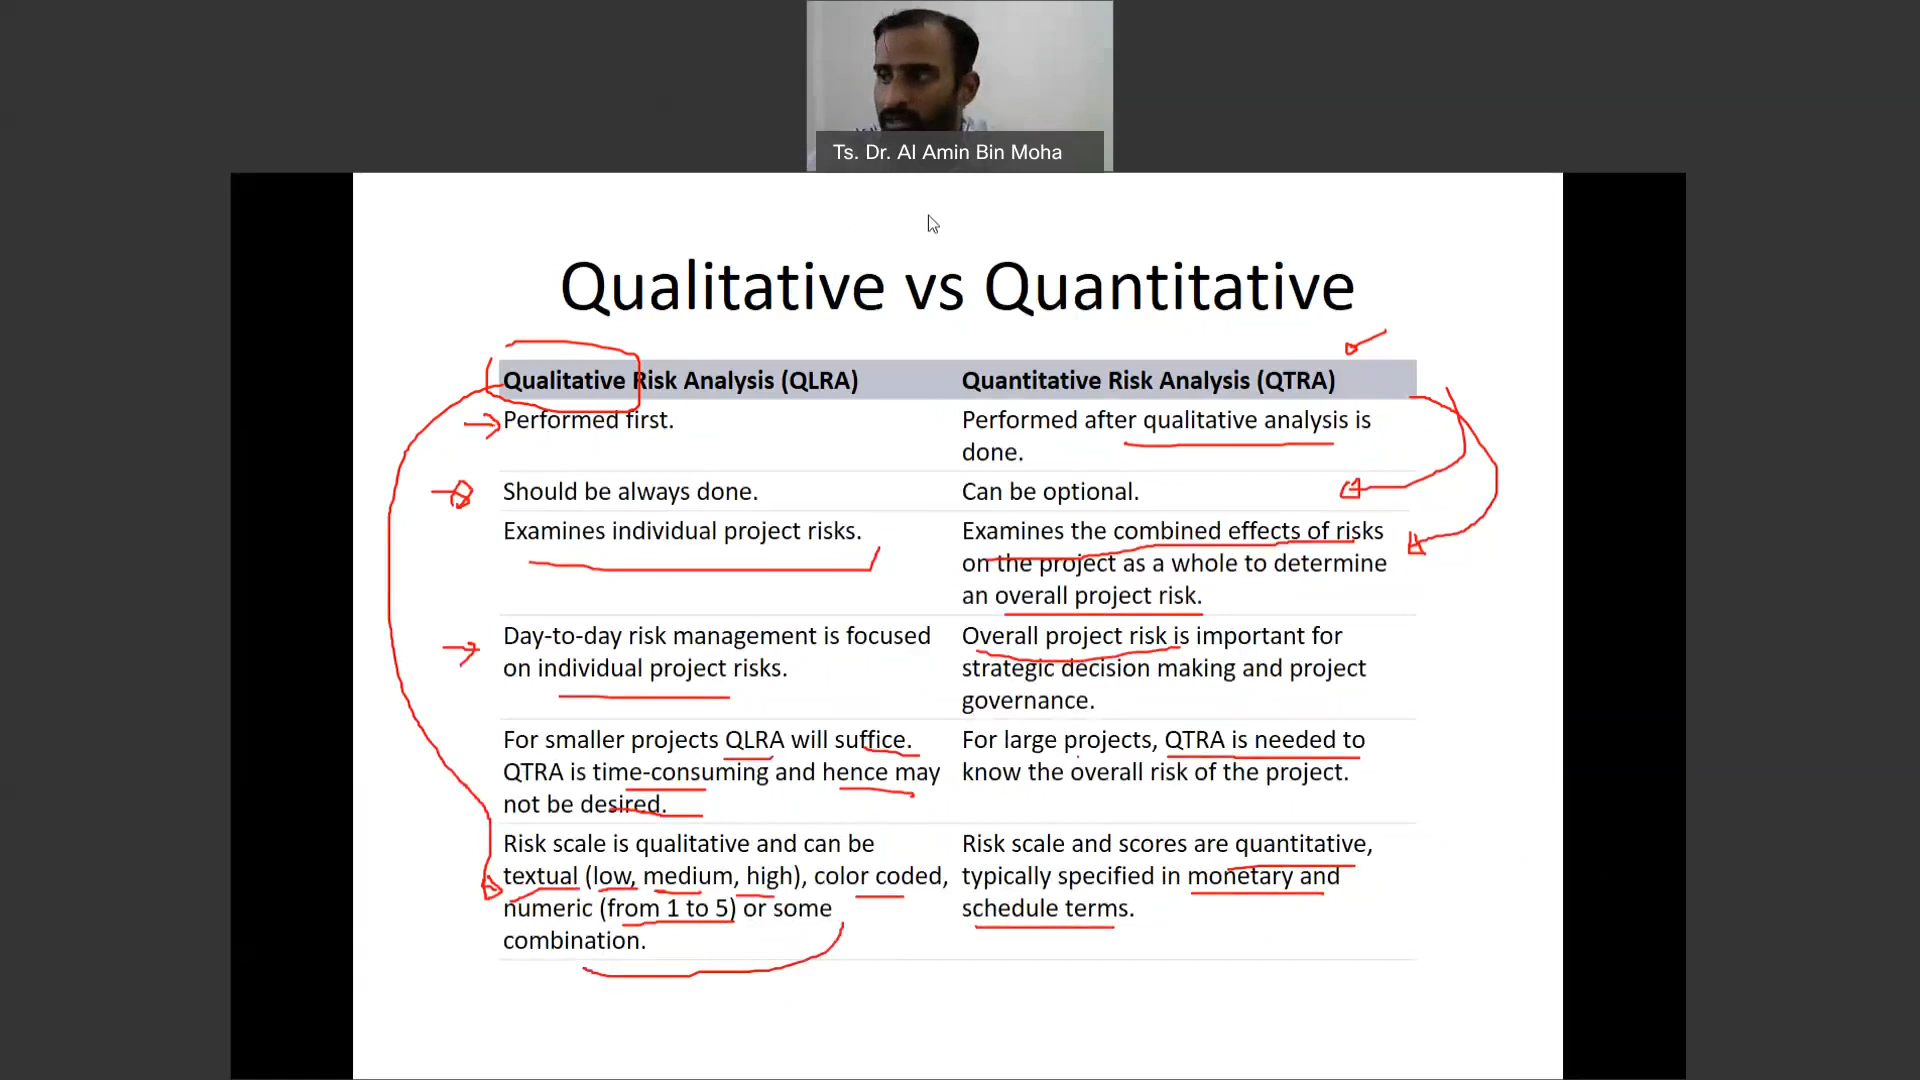 Ts. Dr. Al Amin Bin Moha
Qualitative vs Quantitative
Qualitative Risk Analysis (QLRA)
Quantitative Risk Analysis (QTRA)
Performed first.
Performed after qualitative analysis is
done.
Should be always done.
Can be optional.
Examines individual project risks.
Examines the combined effects of risks
on the project as a whole to determine
an overall project risk.
Day-to-day risk management is focused
on individual project risks.
Overall project risk is important for
strategic decision making and project
governance.
For smaller projects QLRA will suffice.
QTRA is time-consuming and hence may
not be desired.
For large projects, QTRA is needed to
know the overall risk of the project.
Risk scale is qualitative and can be
textual (low, medium, high), color coded,
numeric (from 1 to 5) or some
combination.
Risk scale and scores are quantitative,
typically specified in monetary and
schedule terms.